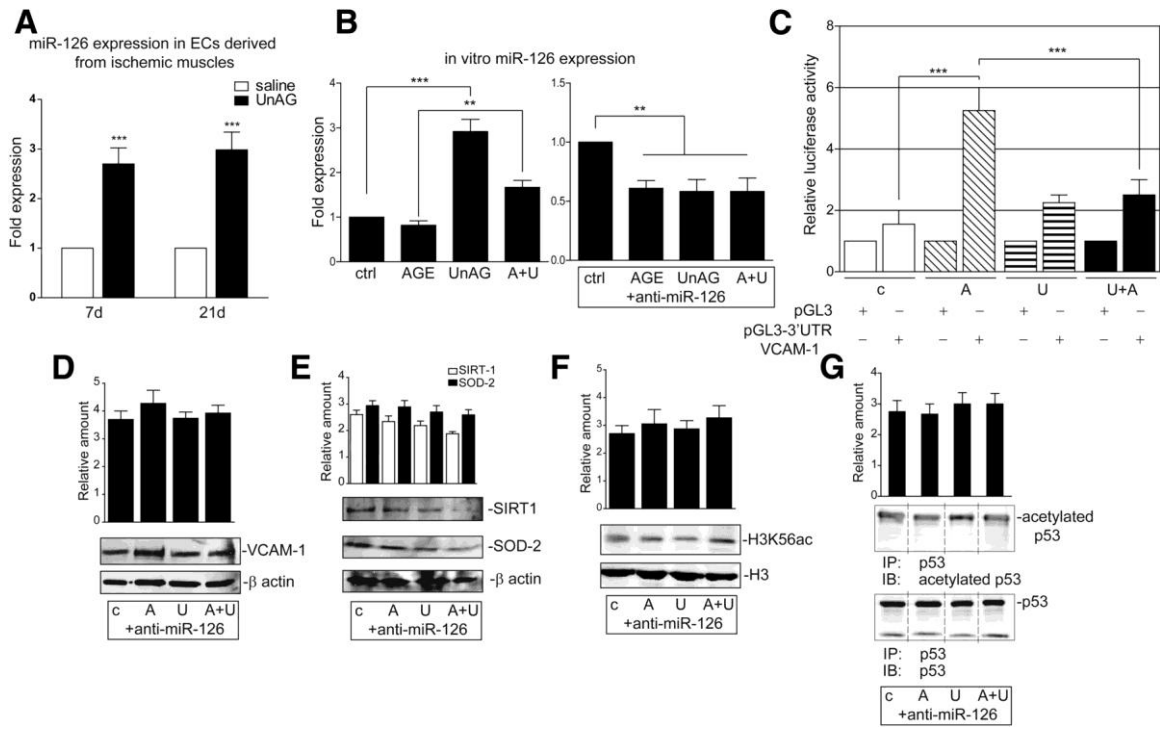 A
miR-126 expression in ECs derived
from ischemic muscles
saline
UnAG
Fold expression
4
3
2
1
0
***
***
7d
21d
B
in vitro miR-126 expression
Fold expression
4
3
2
1
0
***
**
ctrl
AGE
UnAG
A+U
1.5
1.0
0.5
0.0
**
ctrl
AGE
UnAG
A+U
+anti-miR-126
C
Relative luciferase activity
8
6
4
2
0
***
***
c
A
U
U+A
pGL3
+ – + – + – + –
pGL3-3'UTR
VCAM-1
– + – + – + – +
D
Relative amount
5
4
3
2
1
0
-VCAM-1
-β actin
c A U A+U
+anti-miR-126
E
SIRT-1
SOD-2
Relative amount
4
3
2
1
0
-SIRT1
-SOD-2
-β actin
c A U A+U
+anti-miR-126
F
Relative amount
5
4
3
2
1
0
-H3K56ac
-H3
c A U A+U
+anti-miR-126
G
Relative amount
4
3
2
1
0
-acetylated
p53
IP: p53
IB: acetylated p53
-p53
IP: p53
IB: p53
c A U A+U
+anti-miR-126